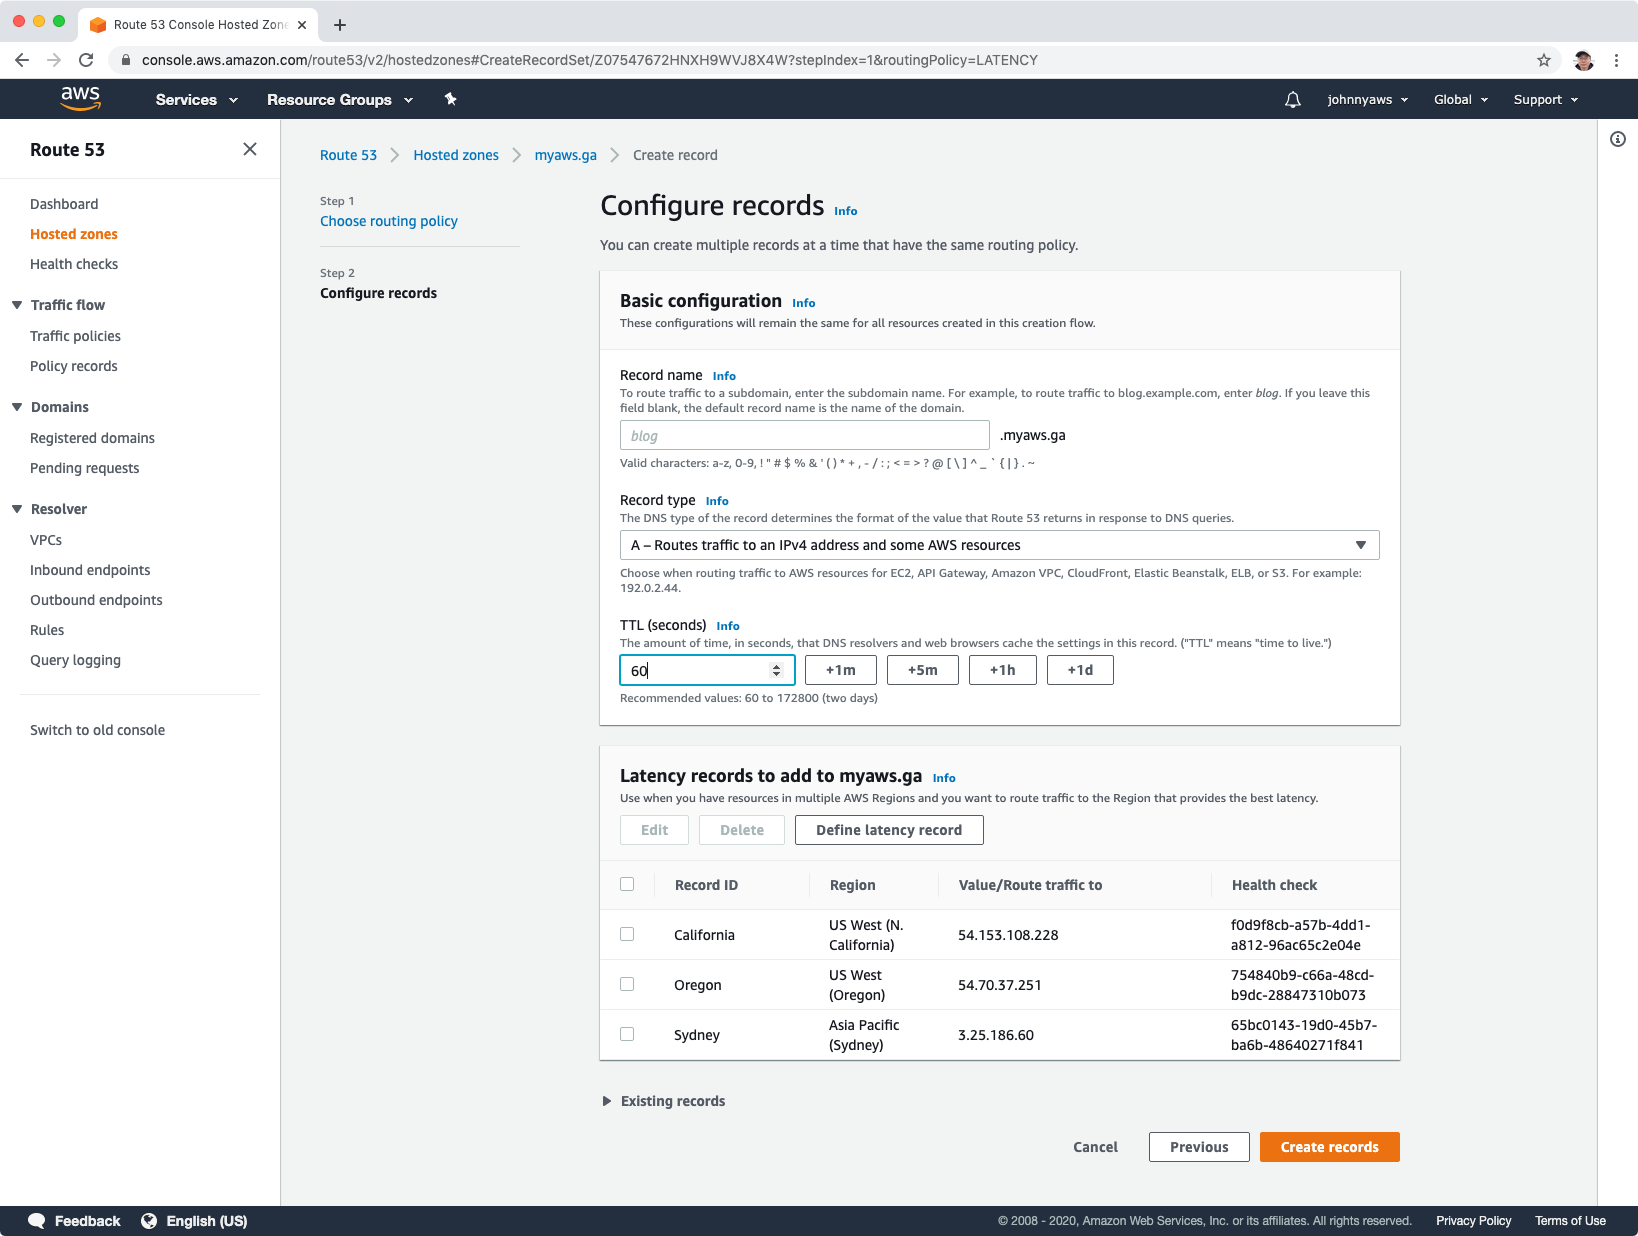 Route 53 Console Hosted Zone
console.aws.amazon.com/route53/v2/hostedzones#CreateRecordSet/Z07547672HNXH9WVJ8X4W?stepIndex=1&routingPolicy=LATENCY
aws
Services
Resource Groups
johnnyaws
Global
Support
Route 53
Dashboard
Hosted zones
Health checks
Traffic flow
Traffic policies
Policy records
Domains
Registered domains
Pending requests
Resolver
VPCs
Inbound endpoints
Outbound endpoints
Rules
Query logging
Switch to old console
Route 53 > Hosted zones > myaws.ga > Create record
Step 1
Choose routing policy
Step 2
Configure records
Configure records Info
You can create multiple records at a time that have the same routing policy.
Basic configuration Info
These configurations will remain the same for all resources created in this creation flow.
Record name Info
To route traffic to a subdomain, enter the subdomain name. For example, to route traffic to blog.example.com, enter blog. If you leave this
field blank, the default record name is the name of the domain.
blog .myaws.ga
Valid characters: a-z, 0-9, ! " # $ % & ' ( ) * + , - / : ; < = > ? @ [ \ ] ^ _ ` { | } . ~
Record type Info
The DNS type of the record determines the format of the value that Route 53 returns in response to DNS queries.
A – Routes traffic to an IPv4 address and some AWS resources
Choose when routing traffic to AWS resources for EC2, API Gateway, Amazon VPC, CloudFront, Elastic Beanstalk, ELB, or S3. For example:
192.0.2.44.
TTL (seconds) Info
The amount of time, in seconds, that DNS resolvers and web browsers cache the settings in this record. ("TTL" means "time to live.")
60 +1m +5m +1h +1d
Recommended values: 60 to 172800 (two days)
Latency records to add to myaws.ga Info
Use when you have resources in multiple AWS Regions and you want to route traffic to the Region that provides the best latency.
Edit Delete Define latency record
Record ID Region Value/Route traffic to Health check
California US West (N. California) 54.153.108.228 f0d9f8cb-a57b-4dd1-a812-96ac65c2e04e
Oregon US West (Oregon) 54.70.37.251 754840b9-c66a-48cd-b9dc-28847310b073
Sydney Asia Pacific (Sydney) 3.25.186.60 65bc0143-19d0-45b7-ba6b-48640271f841
Existing records
Cancel Previous Create records
Feedback English (US)
© 2008 - 2020, Amazon Web Services, Inc. or its affiliates. All rights reserved. Privacy Policy Terms of Use